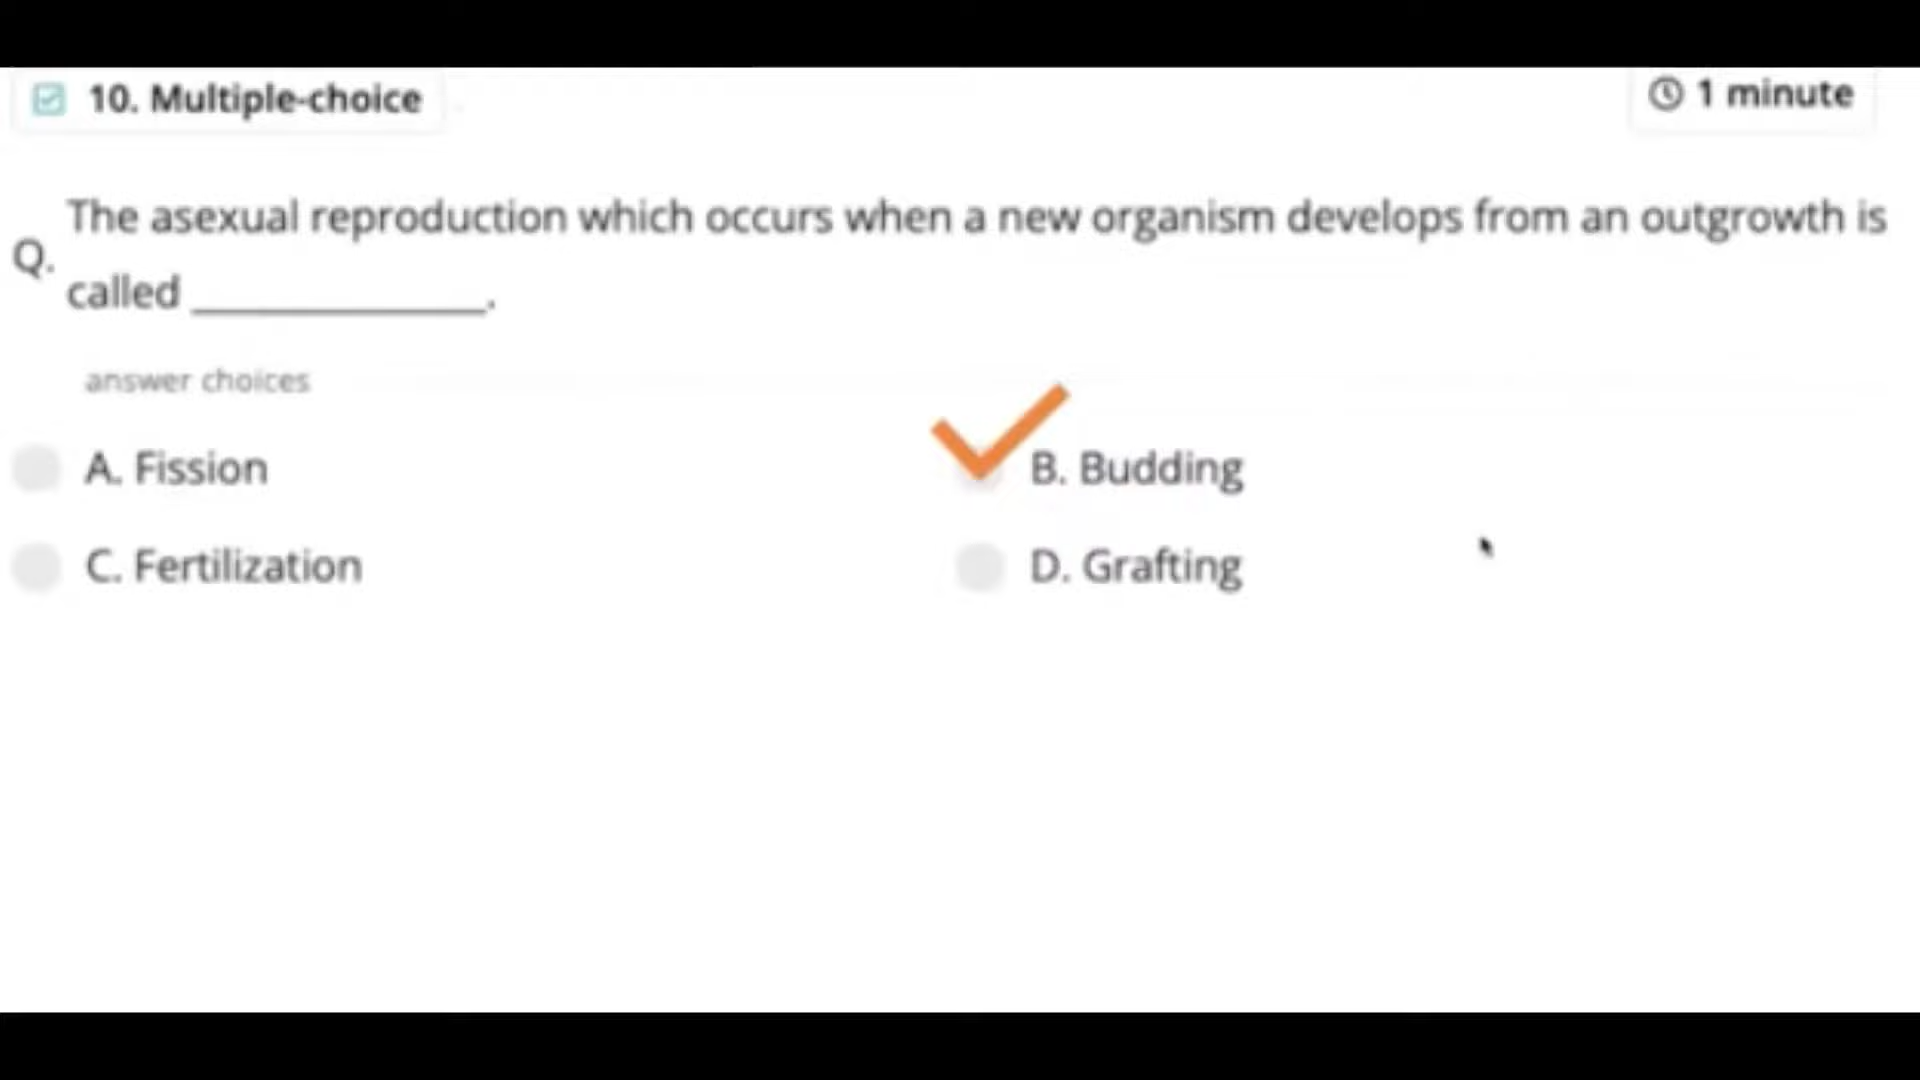 10. Multiple-choice
1 minute
The asexual reproduction which occurs when a new organism develops from an outgrowth is
Q.
called ____________.
answer choices
A. Fission
B. Budding
C. Fertilization
D. Grafting